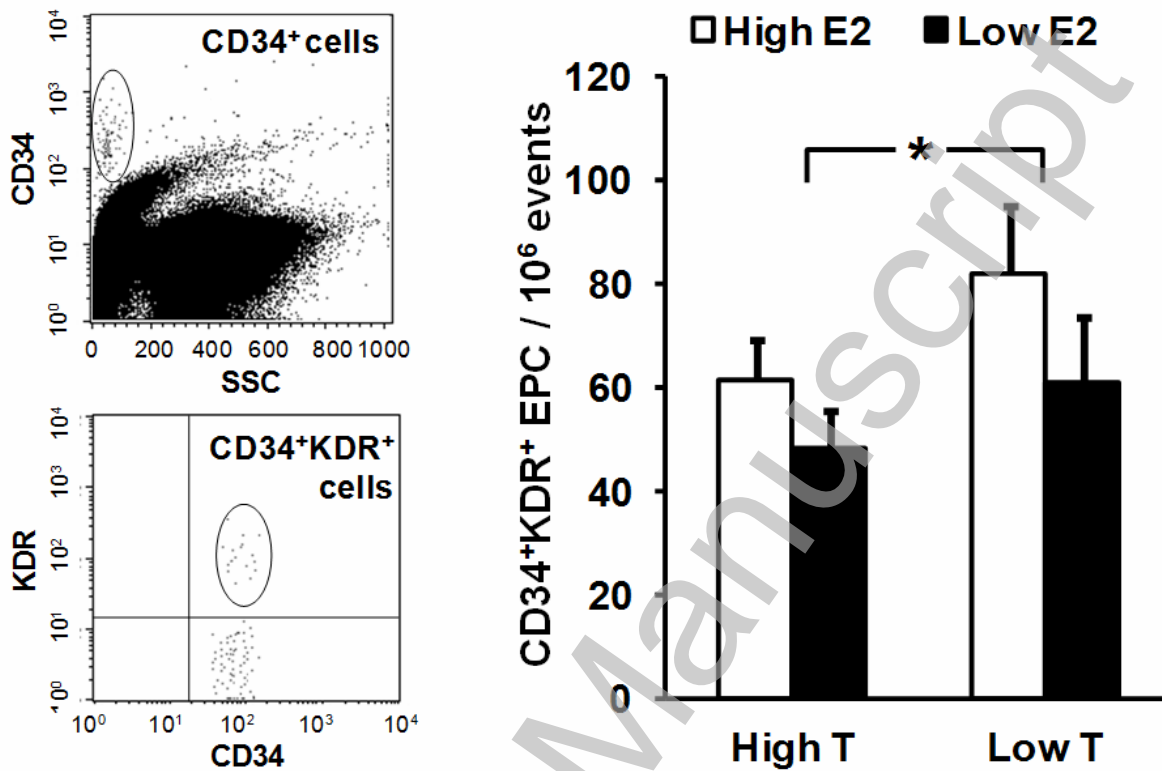 CD34⁺ cells
10⁴
10³
10²
10¹
10⁰
CD34
0 200 400 600 800 1000
SSC
CD34⁺KDR⁺
cells
10⁴
10³
10²
10¹
10⁰
KDR
10⁰ 10¹ 10² 10³ 10⁴
CD34
High E2 Low E2
120
100
80
60
40
20
0
CD34⁺KDR⁺ EPC / 10⁶ events
*
High T Low T
Manuscript